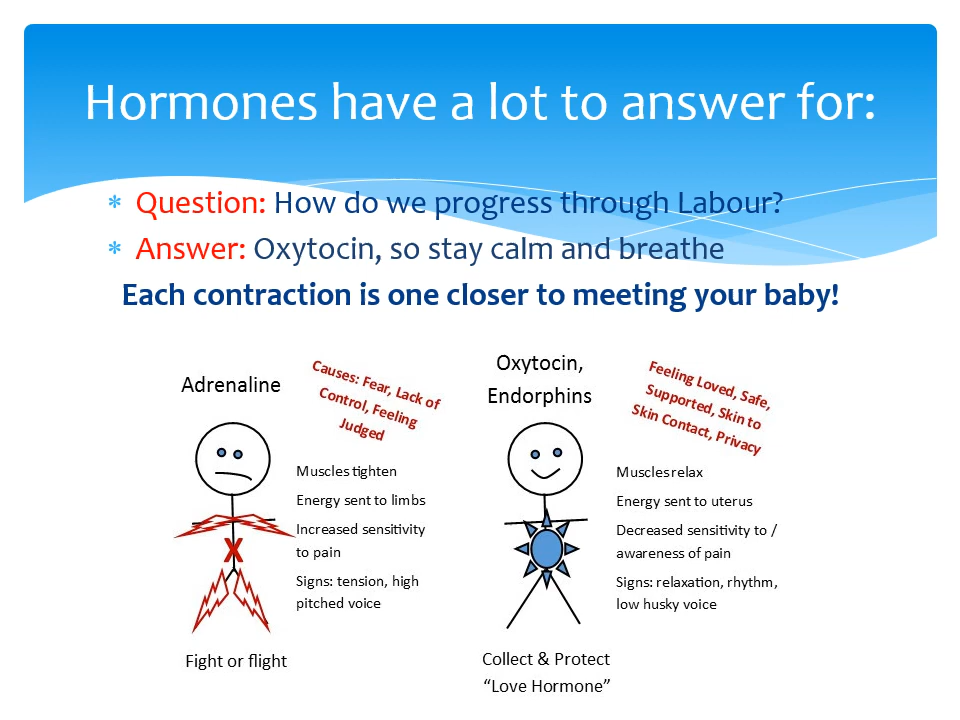 Hormones have a lot to answer for:
* Question: How do we progress through Labour?
* Answer: Oxytocin, so stay calm and breathe
Each contraction is one closer to meeting your baby!
Adrenaline
Causes: Fear, Lack of
Control, Feeling
Judged
Muscles tighten
Energy sent to limbs
Increased sensitivity
to pain
Signs: tension, high
pitched voice
X
Fight or flight
Oxytocin,
Endorphins
Feeling Loved, Safe,
Supported, Skin to
Skin Contact, Privacy
Muscles relax
Energy sent to uterus
Decreased sensitivity to /
awareness of pain
Signs: relaxation, rhythm,
low husky voice
Collect & Protect
“Love Hormone”